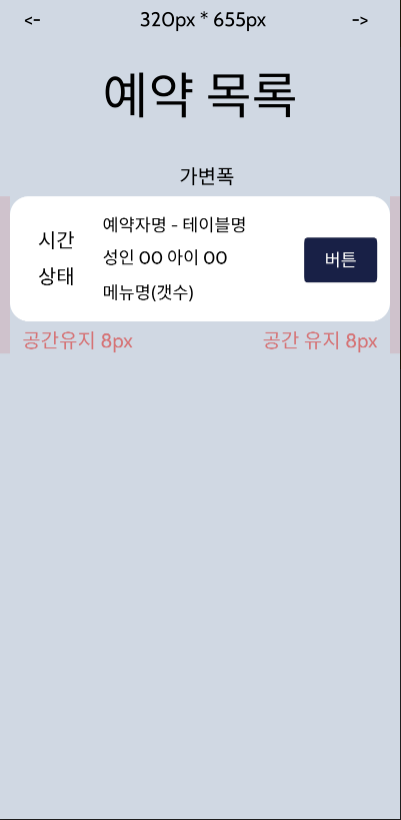 <- 320px * 655px ->
예약 목록
가변폭
시간
상태
예약자명 - 테이블명
성인 00 아이 00
메뉴명(갯수)
버튼
공간유지 8px
공간 유지 8px